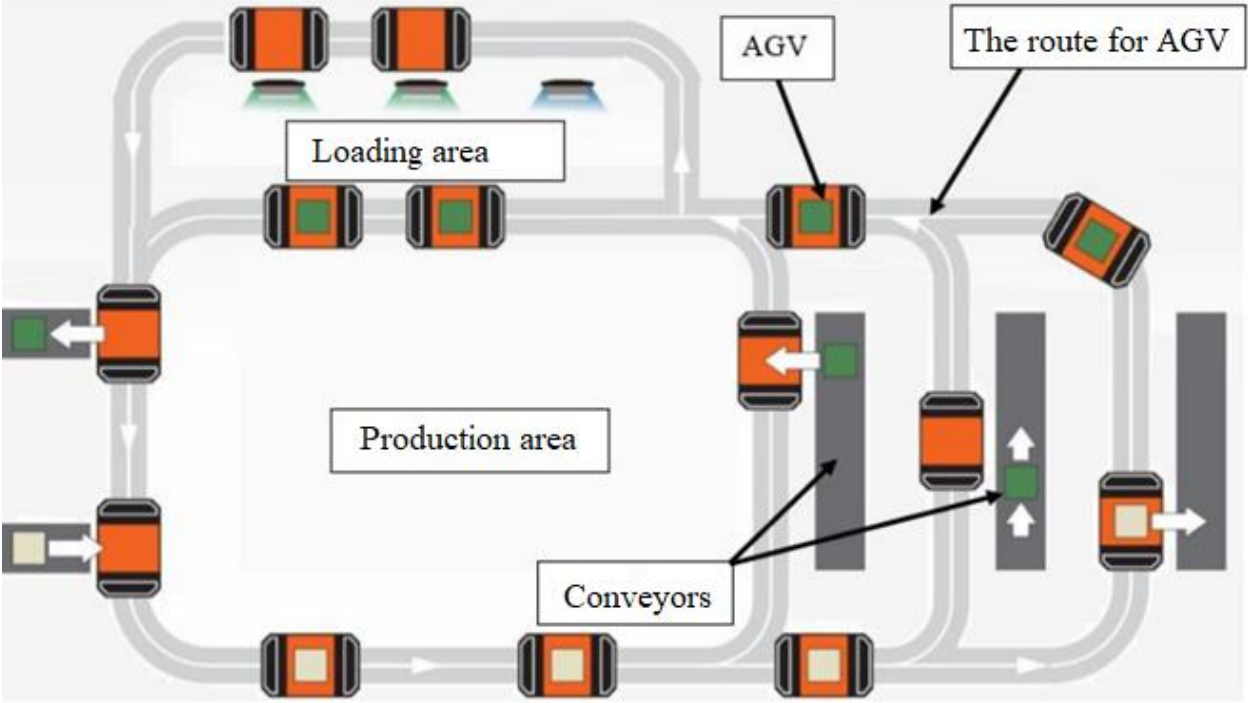 AGV
The route for AGV
Loading area
Production area
Conveyors